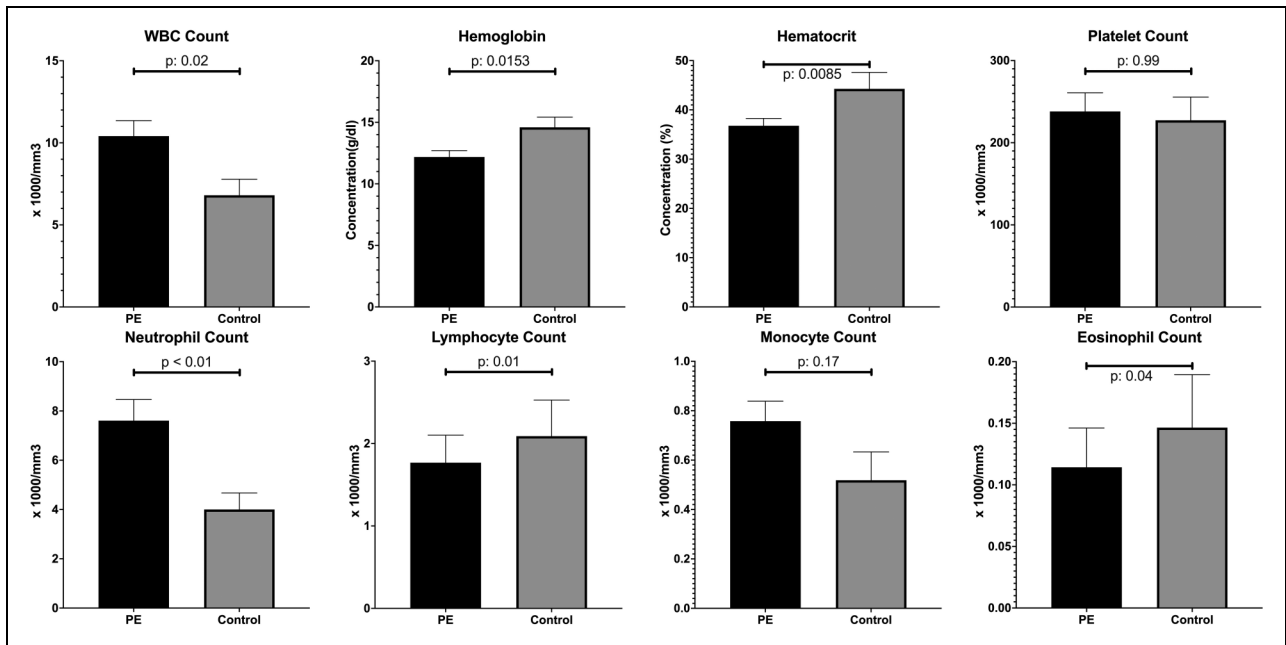 WBC Count
p: 0.02
15
10
5
0
x 1000/mm3
PE Control
Hemoglobin
p: 0.0153
20
15
10
5
0
Concentration(g/dl)
PE Control
Hematocrit
p: 0.0085
50
40
30
20
10
0
Concentration (%)
PE Control
Platelet Count
p: 0.99
300
200
100
0
x 1000/mm3
PE Control
Neutrophil Count
p < 0.01
10
8
6
4
2
0
x 1000/mm3
PE Control
Lymphocyte Count
p: 0.01
3
2
1
0
x 1000/mm3
PE Control
Monocyte Count
p: 0.17
1.0
0.8
0.6
0.4
0.2
0.0
x 1000/mm3
PE Control
Eosinophil Count
p: 0.04
0.20
0.15
0.10
0.05
0.00
x 1000/mm3
PE Control